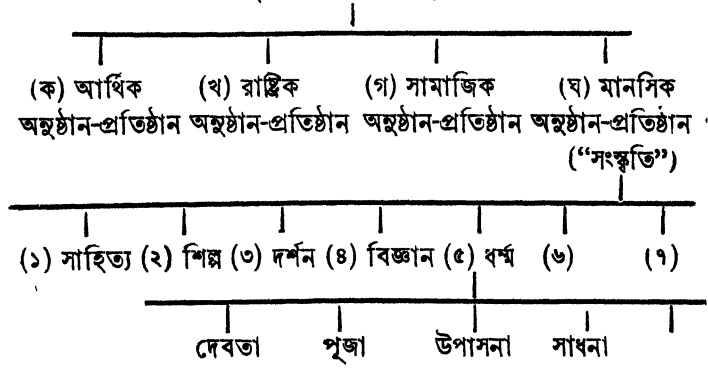 (ক) আর্থিক (খ) রাষ্ট্রিক (গ) সামাজিক (ঘ) মানসিক
অনুষ্ঠান-প্রতিষ্ঠান অনুষ্ঠান-প্রতিষ্ঠান অনুষ্ঠান-প্রতিষ্ঠান অনুষ্ঠান-প্রতিষ্ঠান
(“সংস্কৃতি”)
(১) সাহিত্য (২) শিল্প (৩) দর্শন (৪) বিজ্ঞান (৫) ধর্ম্ম (৬) (৭)
দেবতা পূজা উপাসনা সাধনা